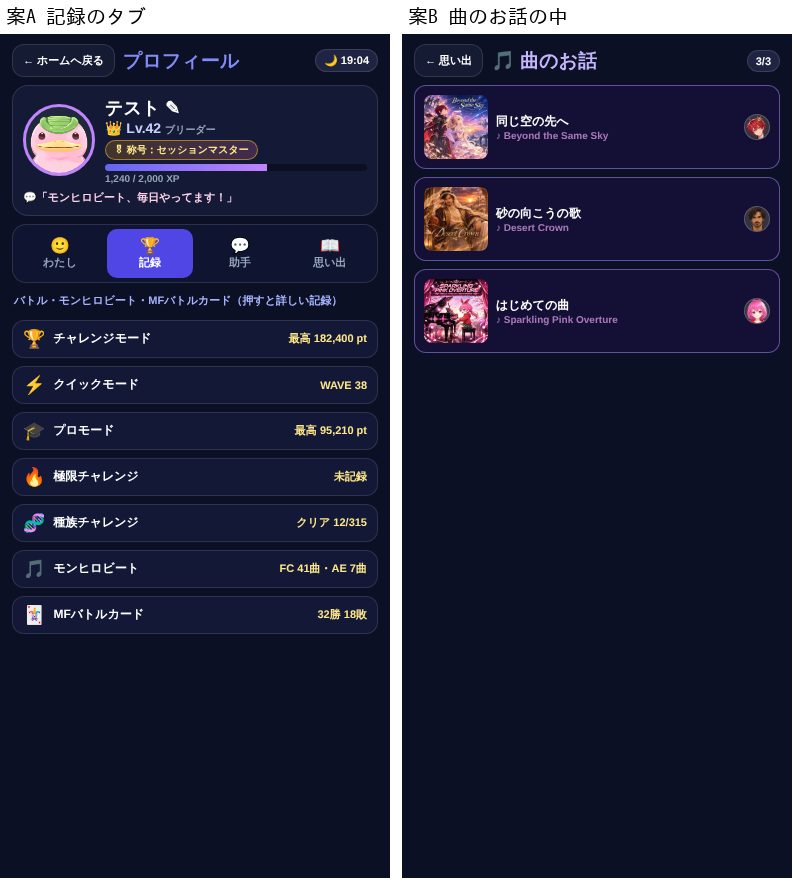 案A 記録のタブ
← ホームへ戻る
プロフィール
🌙 19:04
テスト ✎
👑 Lv.42 ブリーダー
🎖 称号：セッションマスター
1,240 / 2,000 XP
💬「モンヒロビート、毎日やってます！」
🙂 わたし
🏆 記録
💬 助手
📖 思い出
バトル・モンヒロビート・MFバトルカード（押すと詳しい記録）
🏆 チャレンジモード 最高 182,400 pt
⚡ クイックモード WAVE 38
🎓 プロモード 最高 95,210 pt
🔥 極限チャレンジ 未記録
🧬 種族チャレンジ クリア 12/315
🎵 モンヒロビート FC 41曲・AE 7曲
🃏 MFバトルカード 32勝 18敗
案B 曲のお話の中
← 思い出
🎵 曲のお話
3/3
Beyond the Same Sky
同じ空の先へ
♪ Beyond the Same Sky
Desert Crown
砂の向こうの歌
♪ Desert Crown
SPARKLING PINK OVERTURE
はじめての曲
♪ Sparkling Pink Overture